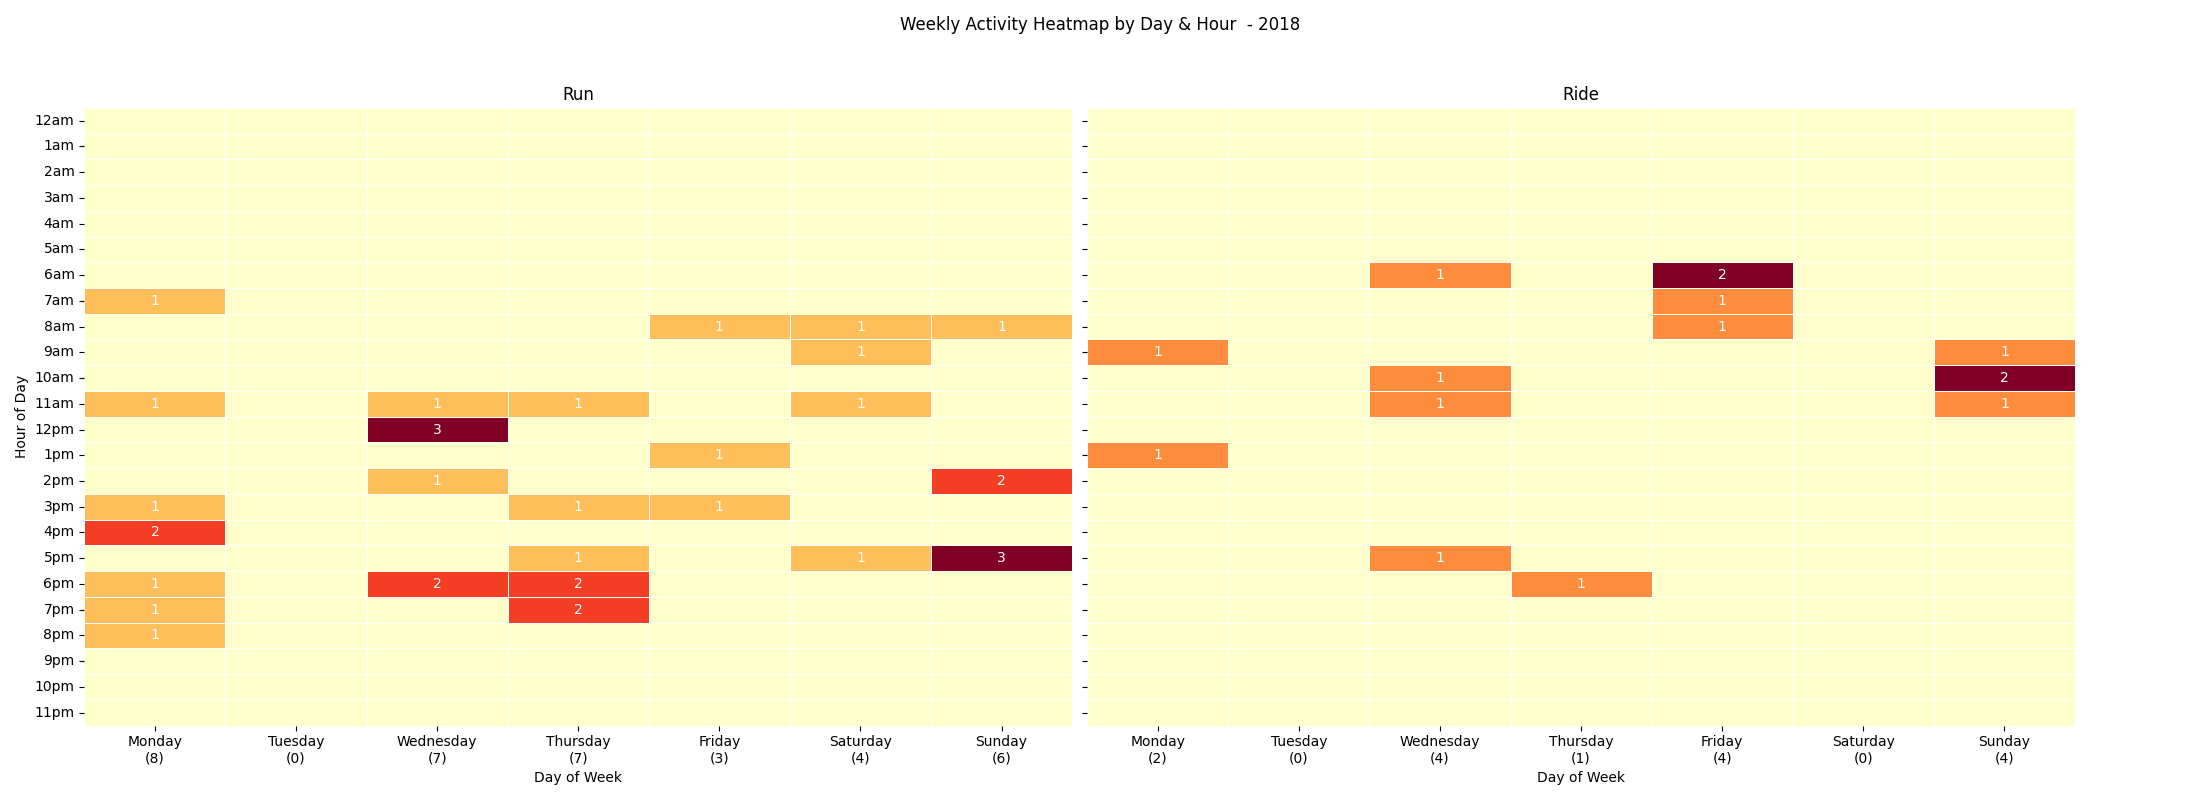 Weekly Activity Heatmap by Day & Hour  - 2018
Run
Ride
Hour of Day
12am
1am
2am
3am
4am
5am
6am 1 2
7am 1 1
8am 1 1 1 1
9am 1 1 1
10am 1 2
11am 1 1 1 1 1 1
12pm 3
1pm 1 1
2pm 1 2
3pm 1 1 1
4pm 2
5pm 1 1 3 1
6pm 1 2 2 1
7pm 1 2
8pm 1
9pm
10pm
11pm
Monday Tuesday Wednesday Thursday Friday Saturday Sunday Monday Tuesday Wednesday Thursday Friday Saturday Sunday
(8) (0) (7) (7) (3) (4) (6) (2) (0) (4) (1) (4) (0) (4)
Day of Week Day of Week